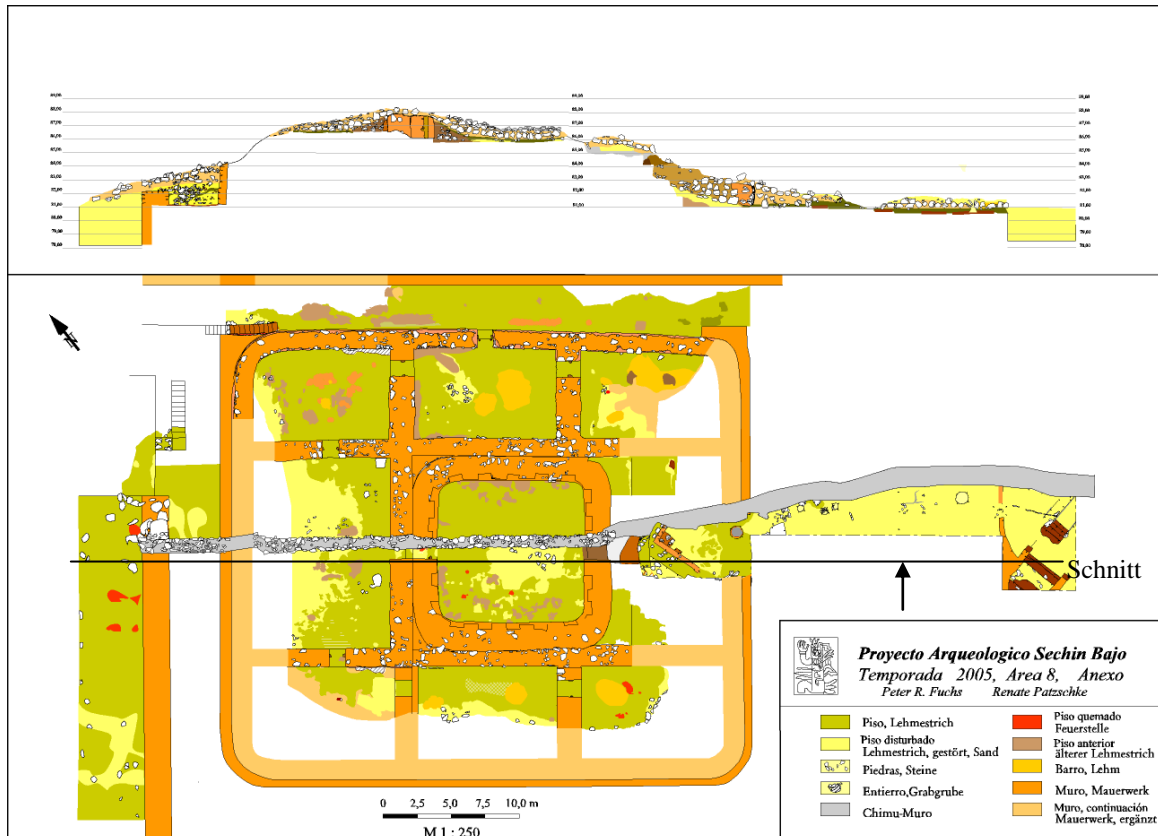 N
Schnitt
Proyecto Arqueologico Sechin Bajo
Temporada 2005, Area 8, Anexo
Peter R. Fuchs Renate Patzschke
Piso, Lehmestrich
Piso disturbado
Lehmestrich, gestört, Sand
Piedras, Steine
Entierro,Grabgrube
Chimu-Muro
Piso quemado
Feuerstelle
Piso anterior
älterer Lehmestrich
Barro, Lehm
Muro, Mauerwerk
Muro, continuación
Mauerwerk, ergänzt
0 2,5 5,0 7,5 10,0 m
M 1 : 250